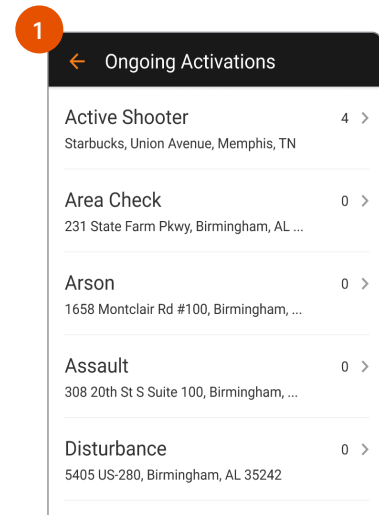 1
Ongoing Activations
Active Shooter 4
Starbucks, Union Avenue, Memphis, TN
Area Check 0
231 State Farm Pkwy, Birmingham, AL ...
Arson 0
1658 Montclair Rd #100, Birmingham, ...
Assault 0
308 20th St S Suite 100, Birmingham, ...
Disturbance 0
5405 US-280, Birmingham, AL 35242